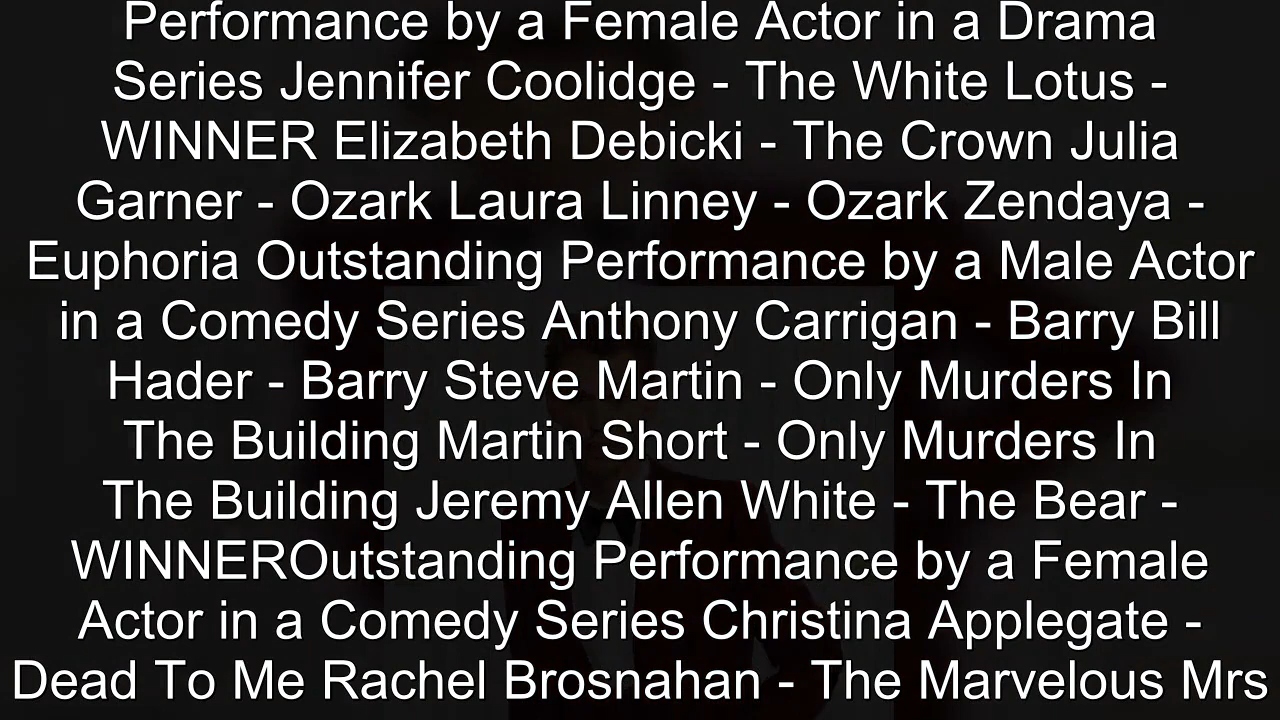 Performance by a Female Actor in a Drama
Series Jennifer Coolidge - The White Lotus -
WINNER Elizabeth Debicki - The Crown Julia
Garner - Ozark Laura Linney - Ozark Zendaya -
Euphoria Outstanding Performance by a Male Actor
in a Comedy Series Anthony Carrigan - Barry Bill
Hader - Barry Steve Martin - Only Murders In
The Building Martin Short - Only Murders In
The Building Jeremy Allen White - The Bear -
WINNEROutstanding Performance by a Female
Actor in a Comedy Series Christina Applegate -
Dead To Me Rachel Brosnahan - The Marvelous Mrs